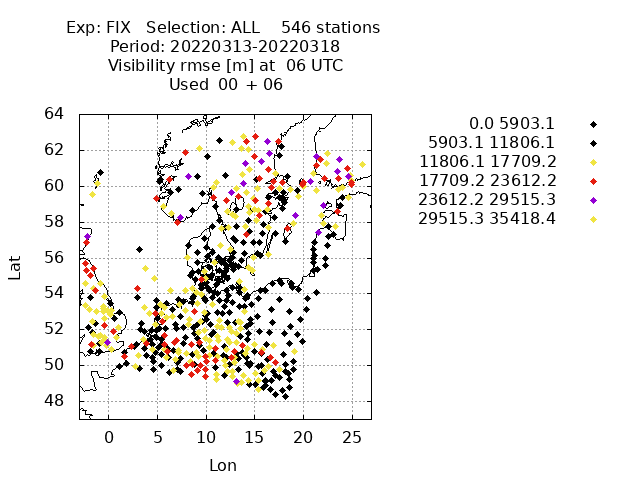 Exp: FIX   Selection: ALL    546 stations
Period: 20220313-20220318
Visibility rmse [m] at  06 UTC
Used  00 + 06
0.0 5903.1
5903.1 11806.1
11806.1 17709.2
17709.2 23612.2
23612.2 29515.3
29515.3 35418.4
64
62
60
58
56
54
52
50
48
Lat
0 5 10 15 20 25
Lon